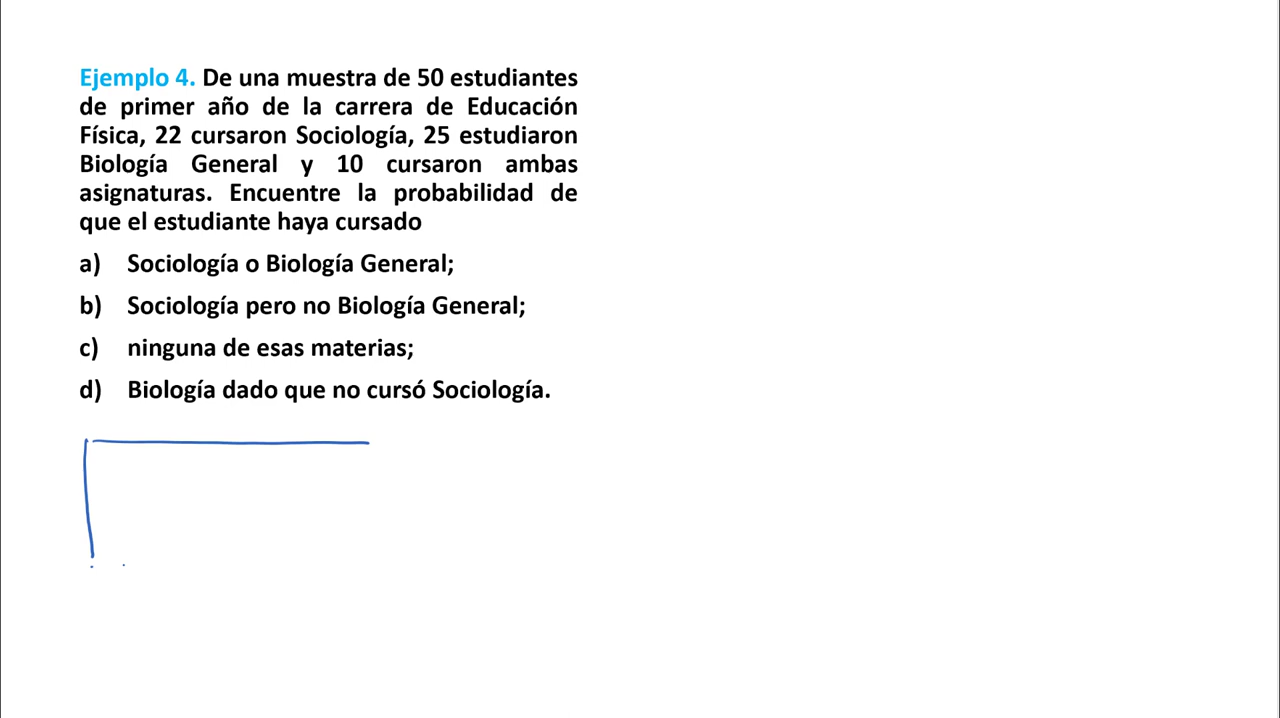 Ejemplo 4. De una muestra de 50 estudiantes
de primer año de la carrera de Educación
Física, 22 cursaron Sociología, 25 estudiaron
Biología General y 10 cursaron ambas
asignaturas. Encuentre la probabilidad de
que el estudiante haya cursado
a) Sociología o Biología General;
b) Sociología pero no Biología General;
c) ninguna de esas materias;
d) Biología dado que no cursó Sociología.